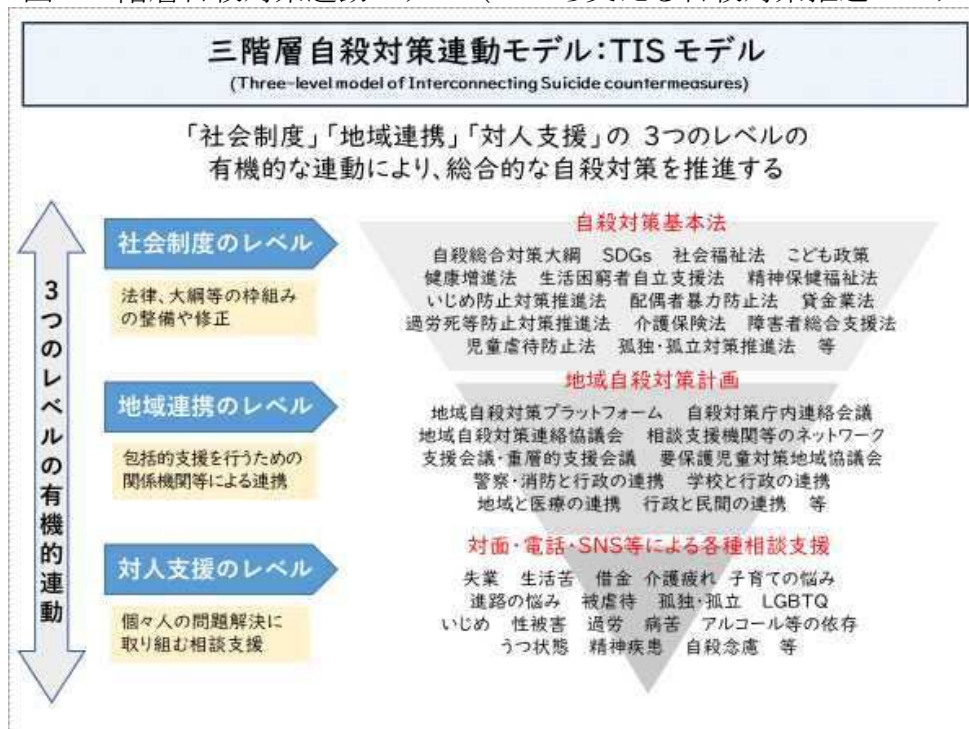 三階層自殺対策連動モデル:TISモデル
(Three-level model of Interconnecting Suicide countermeasures)
「社会制度」「地域連携」「対人支援」の 3つのレベルの
有機的な連動により、総合的な自殺対策を推進する
3つのレベルの有機的連動
社会制度のレベル
法律、大綱等の枠組み
の整備や修正
自殺対策基本法
自殺総合対策大綱 SDGs 社会福祉法 こども政策
健康増進法 生活困窮者自立支援法 精神保健福祉法
いじめ防止対策推進法 配偶者暴力防止法 貸金業法
過労死等防止対策推進法 介護保険法 障害者総合支援法
児童虐待防止法 孤独・孤立対策推進法 等
地域連携のレベル
包括的支援を行うための
関係機関等による連携
地域自殺対策計画
地域自殺対策プラットフォーム 自殺対策庁内連絡会議
地域自殺対策連絡協議会 相談支援機関等のネットワーク
支援会議・重層的支援会議 要保護児童対策地域協議会
警察・消防と行政の連携 学校と行政の連携
地域と医療の連携 行政と民間の連携 等
対人支援のレベル
個々人の問題解決に
取り組む相談支援
対面・電話・SNS等による各種相談支援
失業 生活苦 借金 介護疲れ 子育ての悩み
進路の悩み 被虐待 孤独・孤立 LGBTQ
いじめ 性被害 過労 病苦 アルコール等の依存
うつ状態 精神疾患 自殺念慮 等